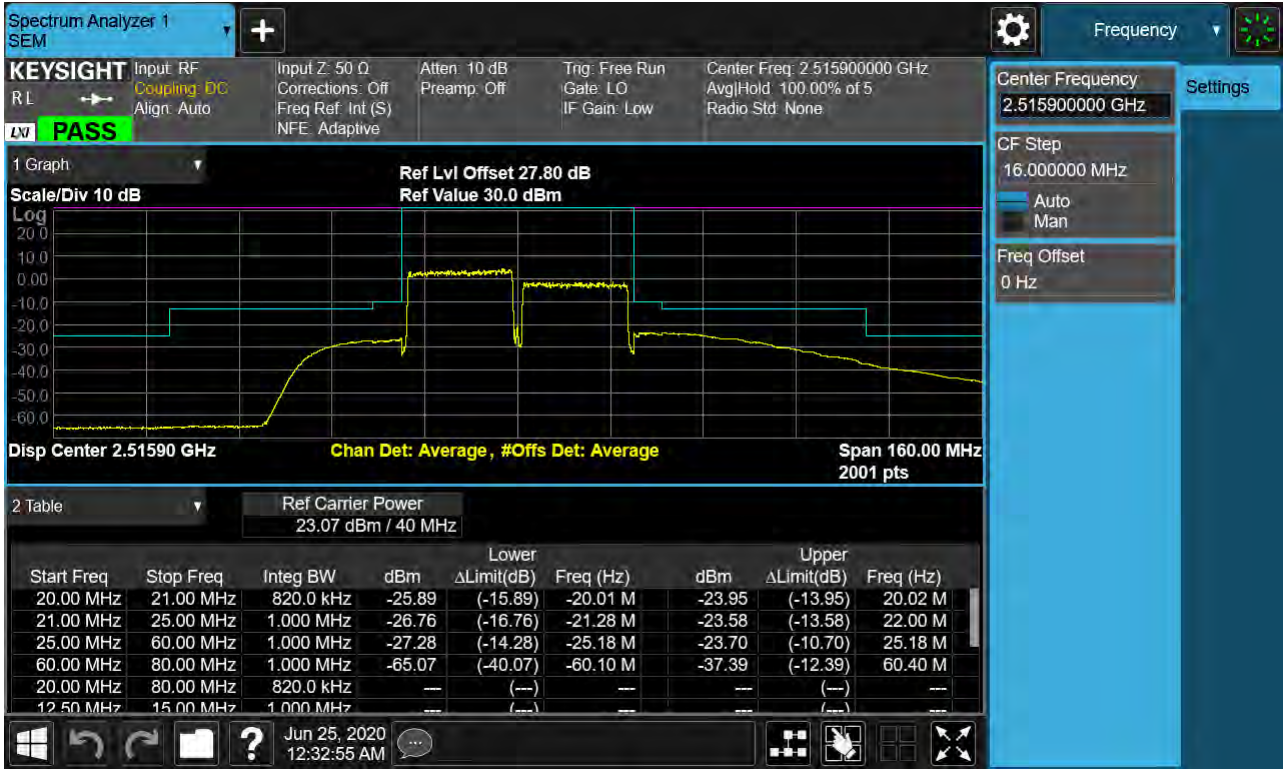 Spectrum Analyzer 1
SEM
Frequency
KEYSIGHT
RL
LXI PASS
Input: RF
Coupling: DC
Align: Auto
Input Z: 50 Ω
Corrections: Off
Freq Ref: Int (S)
NFE: Adaptive
Atten: 10 dB
Preamp: Off
Trig: Free Run
Gate: LO
IF Gain: Low
Center Freq: 2.515900000 GHz
Avg|Hold: 100.00% of 5
Radio Std: None
Center Frequency
2.515900000 GHz
Settings
CF Step
16.000000 MHz
Auto
Man
Freq Offset
0 Hz
1 Graph
Scale/Div 10 dB
Ref Lvl Offset 27.80 dB
Ref Value 30.0 dBm
Log
20.0
10.0
0.00
-10.0
-20.0
-30.0
-40.0
-50.0
-60.0
Disp Center 2.51590 GHz
Chan Det: Average, #Offs Det: Average
Span 160.00 MHz
2001 pts
2 Table
Ref Carrier Power
23.07 dBm / 40 MHz
Lower Upper
Start Freq Stop Freq Integ BW dBm ΔLimit(dB) Freq (Hz) dBm ΔLimit(dB) Freq (Hz)
20.00 MHz 21.00 MHz 820.0 kHz -25.89 (-15.89) -20.01 M -23.95 (-13.95) 20.02 M
21.00 MHz 25.00 MHz 1.000 MHz -26.76 (-16.76) -21.28 M -23.58 (-13.58) 22.00 M
25.00 MHz 60.00 MHz 1.000 MHz -27.28 (-14.28) -25.18 M -23.70 (-10.70) 25.18 M
60.00 MHz 80.00 MHz 1.000 MHz -65.07 (-40.07) -60.10 M -37.39 (-12.39) 60.40 M
20.00 MHz 80.00 MHz 820.0 kHz --- (---) --- --- (---) ---
12.50 MHz 15.00 MHz 1.000 MHz --- (---) --- --- (---) ---
?
Jun 25, 2020
12:32:55 AM